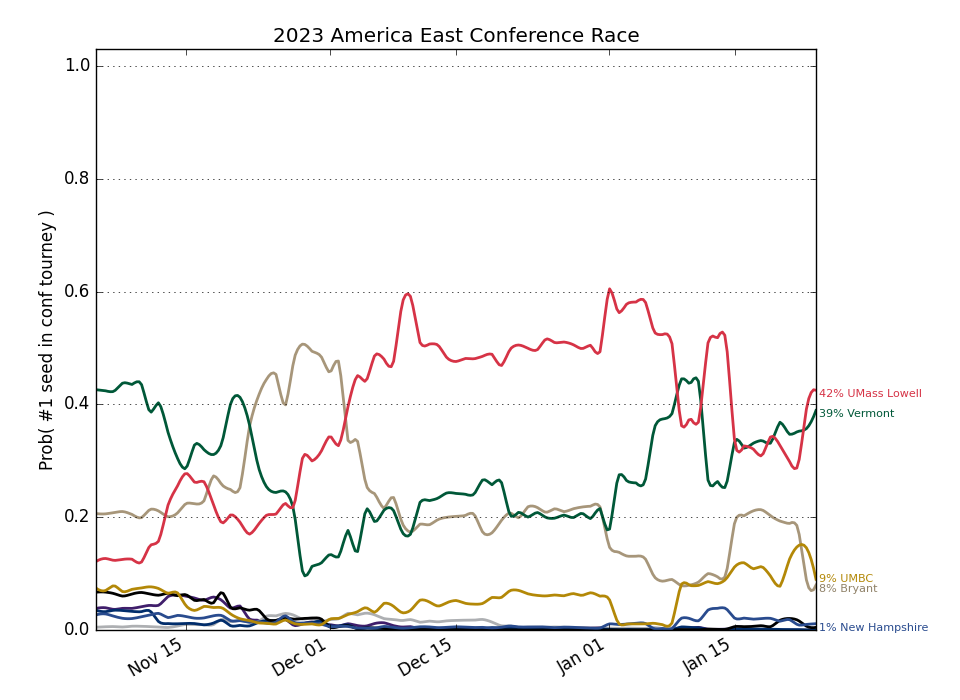 2023 America East Conference Race
Prob( #1 seed in conf tourney )
1.0
0.8
0.6
0.4
0.2
0.0
42% UMass Lowell
39% Vermont
9% UMBC
8% Bryant
1% New Hampshire
Nov 15
Dec 01
Dec 15
Jan 01
Jan 15